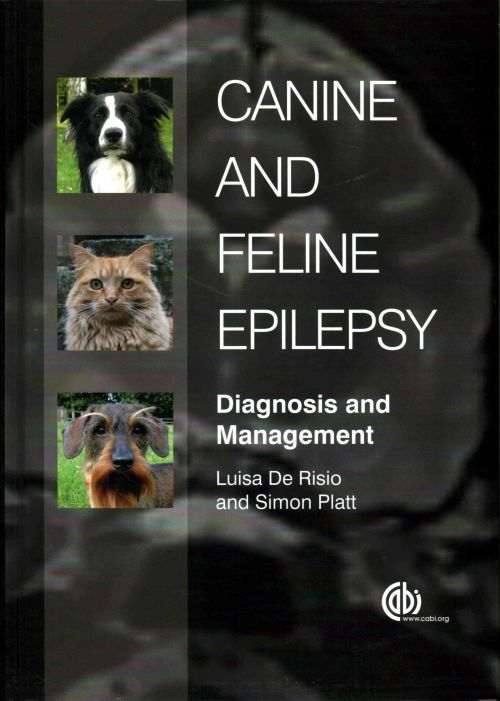 CANINE
AND
FELINE
EPILEPSY
Diagnosis and
Management
Luisa De Risio
and Simon Platt
cabi
www.cabi.org